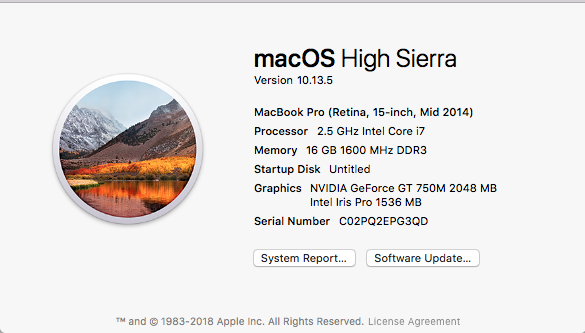 macOS High Sierra
Version 10.13.5
MacBook Pro (Retina, 15-inch, Mid 2014)
Processor 2.5 GHz Intel Core i7
Memory 16 GB 1600 MHz DDR3
Startup Disk Untitled
Graphics NVIDIA GeForce GT 750M 2048 MB
Intel Iris Pro 1536 MB
Serial Number C02PQ2EPG3QD
System Report... Software Update...
™ and © 1983-2018 Apple Inc. All Rights Reserved. License Agreement